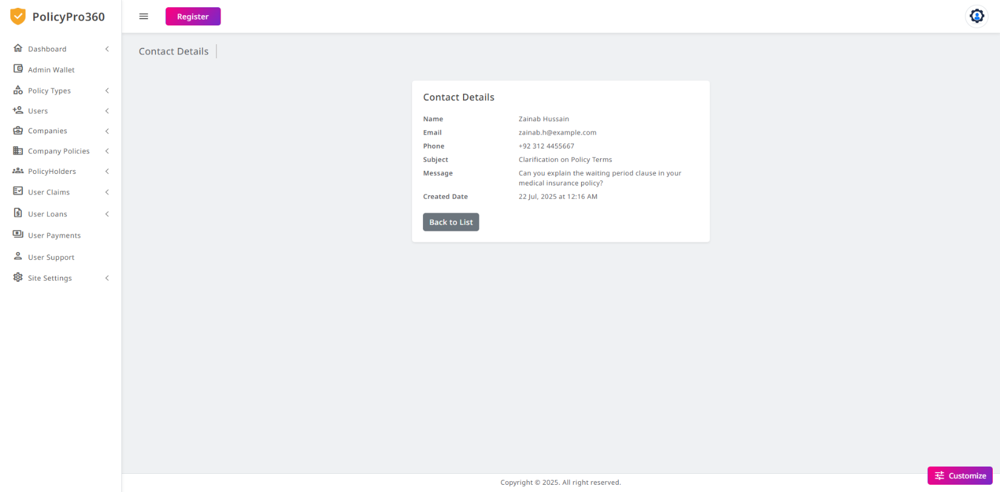 PolicyPro360
Register
Dashboard
Admin Wallet
Policy Types
Users
Companies
Company Policies
PolicyHolders
User Claims
User Loans
User Payments
User Support
Site Settings
Contact Details
Contact Details
Name Zainab Hussain
Email zainab.h@example.com
Phone +92 312 4455667
Subject Clarification on Policy Terms
Message Can you explain the waiting period clause in your
medical insurance policy?
Created Date 22 Jul, 2025 at 12:16 AM
Back to List
Customize
Copyright © 2025. All right reserved.